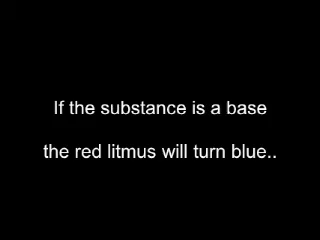 If the substance is a base
the red litmus will turn blue..